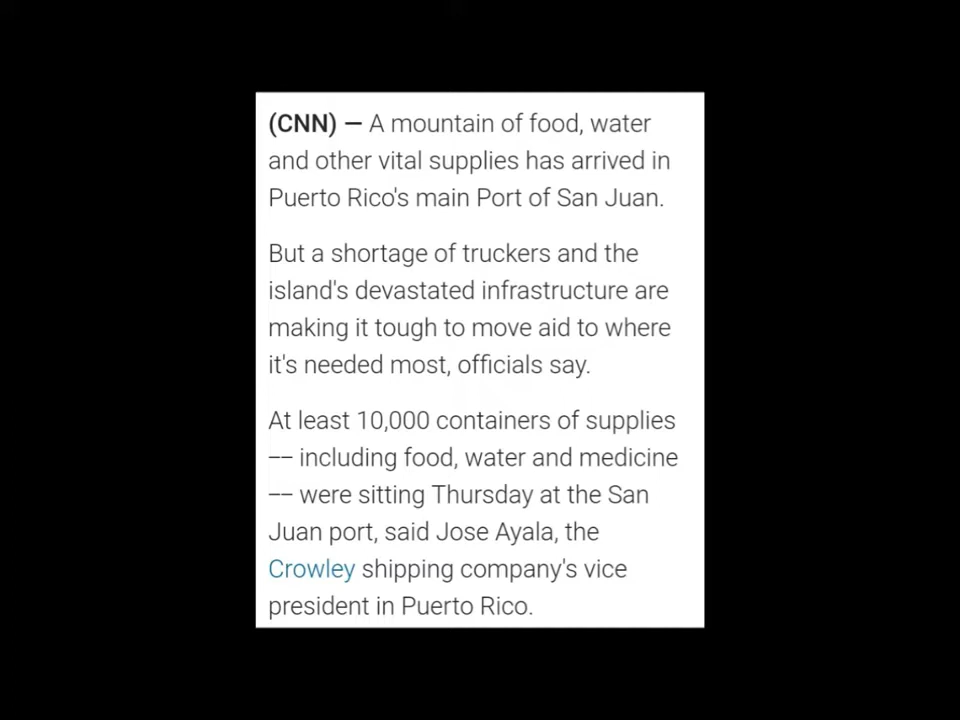 (CNN) — A mountain of food, water
and other vital supplies has arrived in
Puerto Rico's main Port of San Juan.
But a shortage of truckers and the
island's devastated infrastructure are
making it tough to move aid to where
it's needed most, officials say.
At least 10,000 containers of supplies
-- including food, water and medicine
-- were sitting Thursday at the San
Juan port, said Jose Ayala, the
Crowley shipping company's vice
president in Puerto Rico.